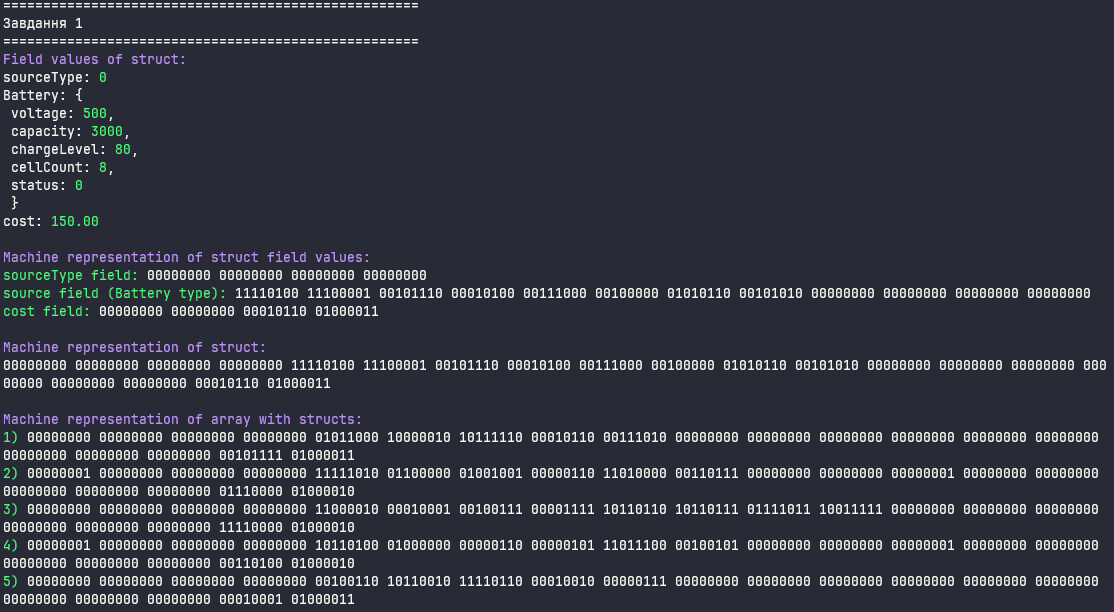 ====================================================
Завдання 1
====================================================
Field values of struct:
sourceType: 0
Battery: {
 voltage: 500,
 capacity: 3000,
 chargeLevel: 80,
 cellCount: 8,
 status: 0
 }
cost: 150.00

Machine representation of struct field values:
sourceType field: 00000000 00000000 00000000 00000000
source field (Battery type): 11110100 11100001 00101110 00010100 00111000 00100000 01010110 00101010 00000000 00000000 00000000 00000000
cost field: 00000000 00000000 00010110 01000011

Machine representation of struct:
00000000 00000000 00000000 00000000 11110100 11100001 00101110 00010100 00111000 00100000 01010110 00101010 00000000 00000000 00000000 000
00000 00000000 00000000 00010110 01000011

Machine representation of array with structs:
1) 00000000 00000000 00000000 00000000 01011000 10000010 10111110 00010110 00111010 00000000 00000000 00000000 00000000 00000000 00000000
00000000 00000000 00000000 00101111 01000011
2) 00000001 00000000 00000000 00000000 11111010 01100000 01001001 00000110 11010000 00110111 00000000 00000000 00000001 00000000 00000000
00000000 00000000 00000000 01110000 01000010
3) 00000000 00000000 00000000 00000000 11000010 00010001 00100111 00001111 10110110 10110111 01111011 10011111 00000000 00000000 00000000
00000000 00000000 00000000 11110000 01000010
4) 00000001 00000000 00000000 00000000 10110100 01000000 00000110 00000101 11011100 00100101 00000000 00000000 00000001 00000000 00000000
00000000 00000000 00000000 00110100 01000010
5) 00000000 00000000 00000000 00000000 00100110 10110010 11110110 00010010 00000111 00000000 00000000 00000000 00000000 00000000 00000000
00000000 00000000 00000000 00010001 01000011